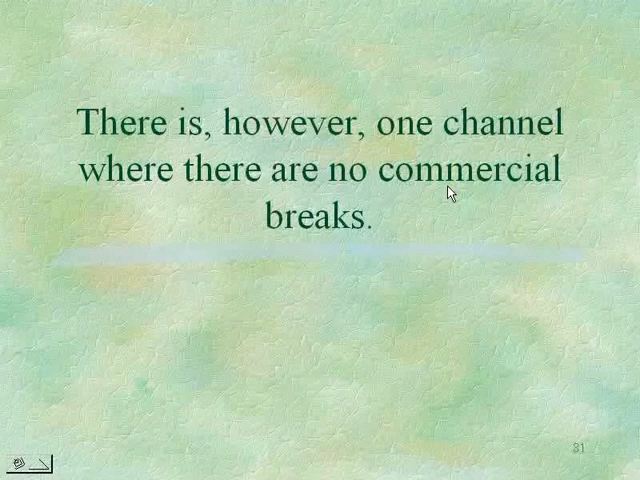 There is, however, one channel
where there are no commercial
breaks.
31